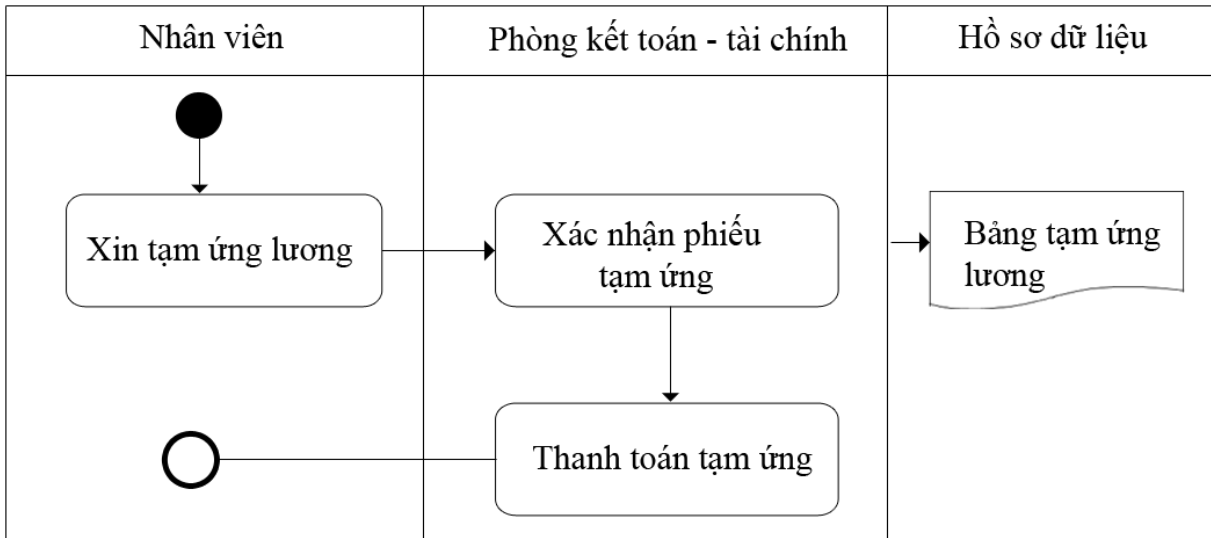 Nhân viên
Phòng kết toán - tài chính
Hồ sơ dữ liệu
Xin tạm ứng lương
Xác nhận phiếu
tạm ứng
Bảng tạm ứng
lương
Thanh toán tạm ứng